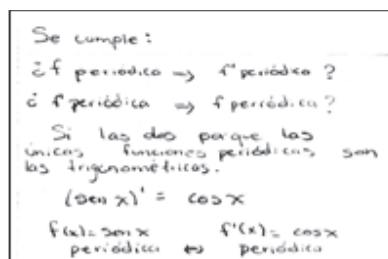 Se cumple:
¿f periódica ⇒ f' periódica?
¿f' periódica ⇒ f periódica?
Si las dos porque las
únicas funciones periódicas son
las trigonométricas.
(sen x)' = cos x
f(x) = sen x f'(x) = cos x
periódica ↔ periódica